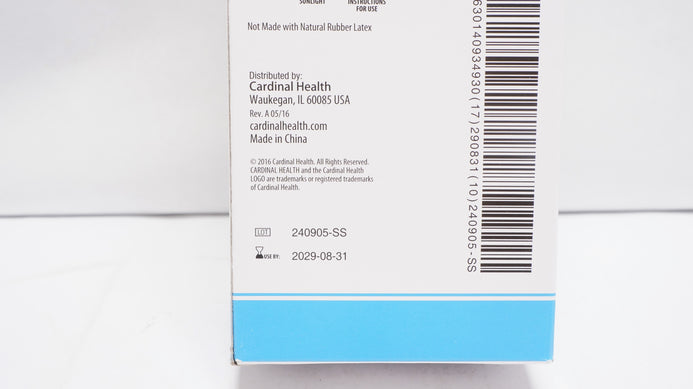 SUNLIGHT
INSTRUCTIONS
FOR USE
Not Made with Natural Rubber Latex
Distributed by:
Cardinal Health
Waukegan, IL 60085 USA
Rev. A 05/16
cardinalhealth.com
Made in China
© 2016 Cardinal Health. All Rights Reserved.
CARDINAL HEALTH and the Cardinal Health
LOGO are trademarks or registered trademarks
of Cardinal Health.
LOT 240905-SS
USE BY: 2029-08-31
630140934930(17)290831(10)240905-SS